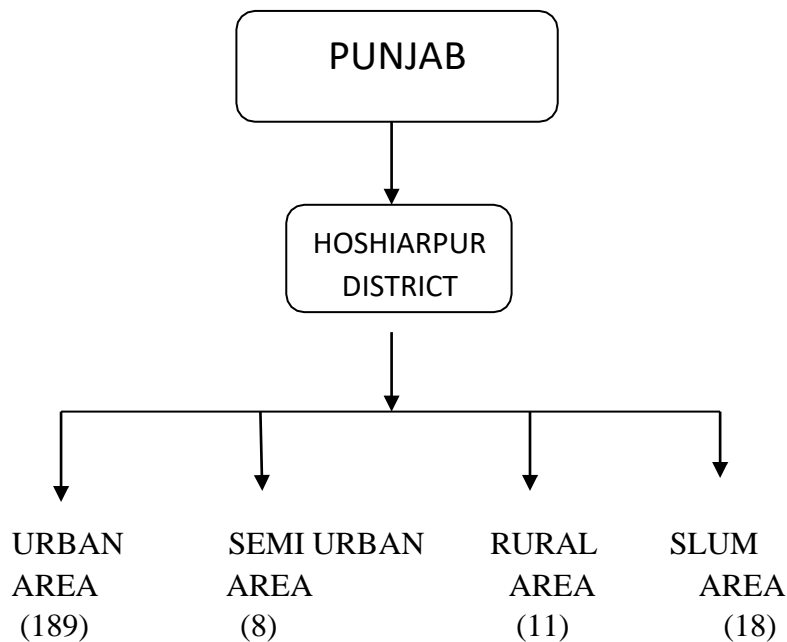 PUNJAB
HOSHIARPUR
DISTRICT
URBAN
AREA
(189)
SEMI URBAN
AREA
(8)
RURAL
AREA
(11)
SLUM
AREA
(18)